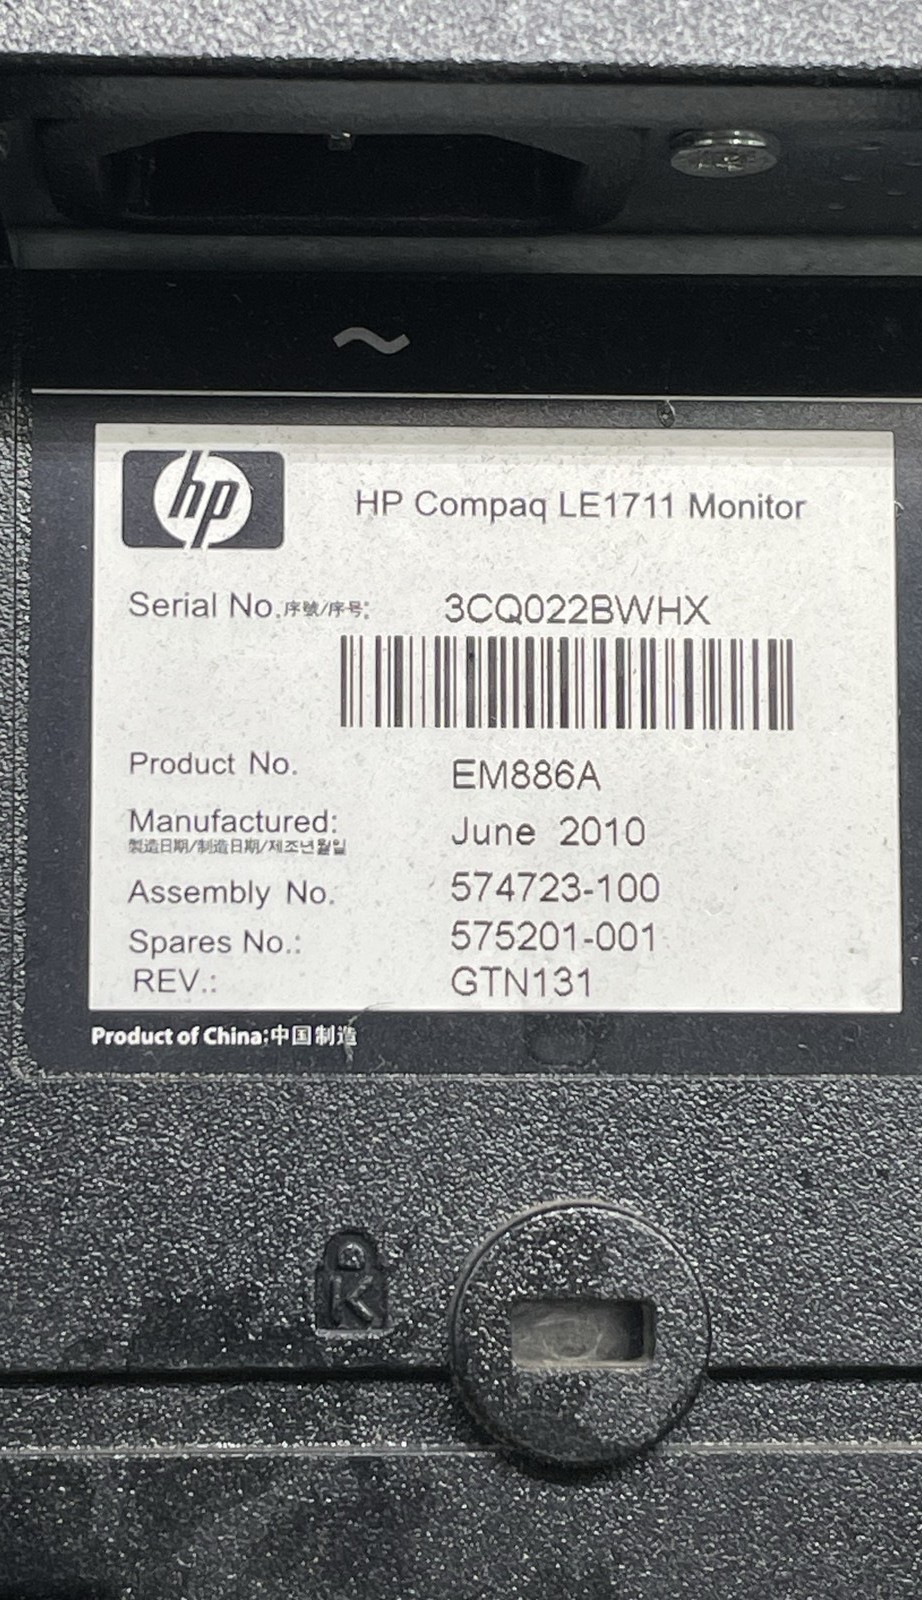 ~
hp
HP Compaq LE1711 Monitor
Serial No.序號/序号: 3CQ022BWHX
Product No. EM886A
Manufactured: June 2010
製造日期/制造日期/제조년월일
Assembly No. 574723-100
Spares No.: 575201-001
REV.: GTN131
Product of China:中国制造
K